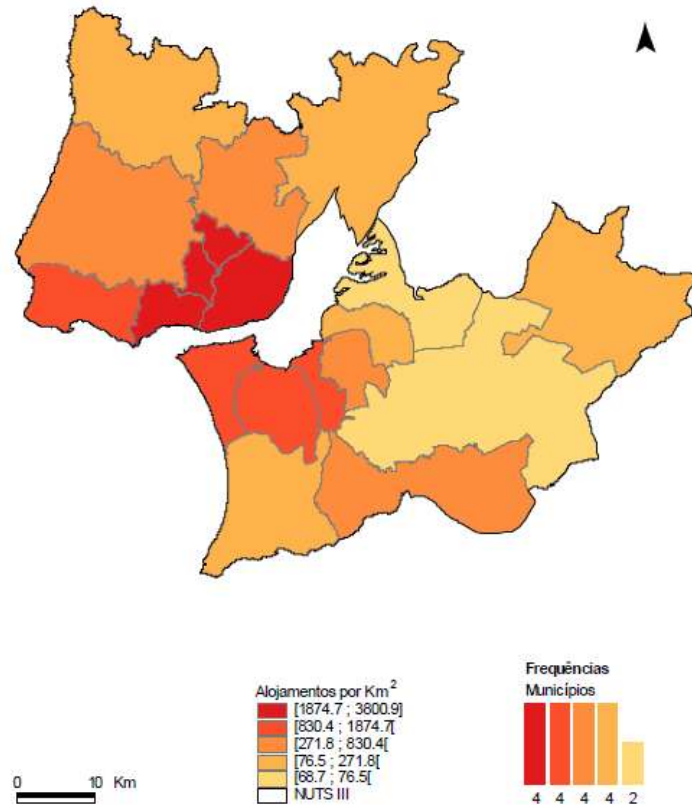 Alojamentos por Km2
[1874.7 ; 3800.9]
[830.4 ; 1874.7[
[271.8 ; 830.4[
[76.5 ; 271.8[
[68.7 ; 76.5[
NUTS III
0 10 Km
Frequências
Municípios
4 4 4 4 2